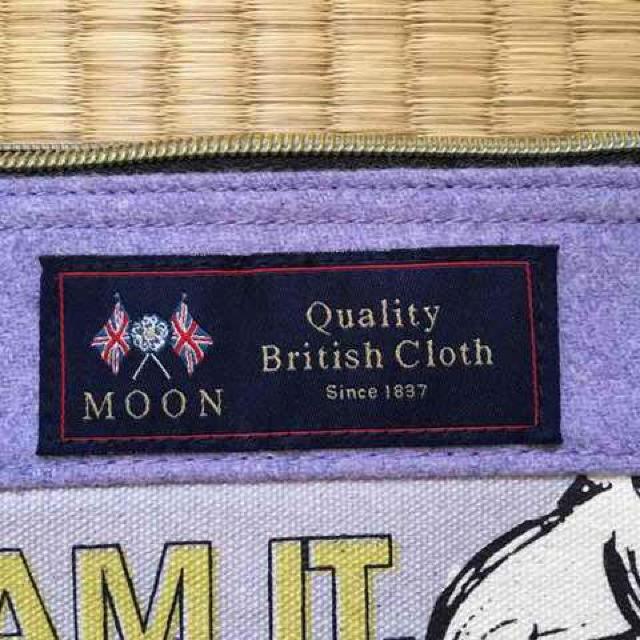 Quality
British Cloth
Since 1837
MOON
AM IT